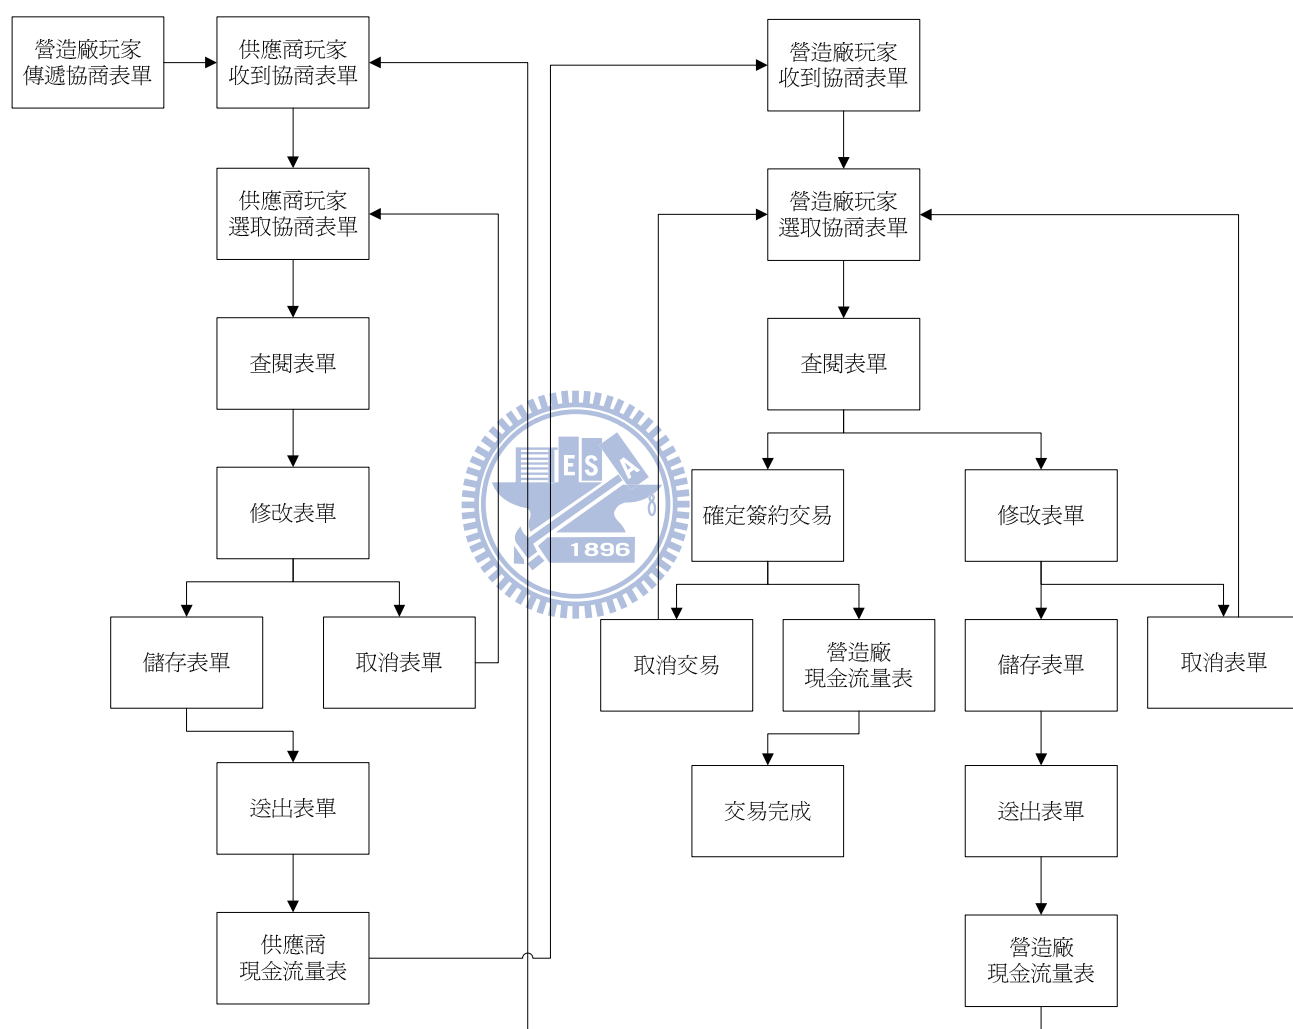 營造廠玩家
傳遞協商表單
供應商玩家
收到協商表單
供應商玩家
選取協商表單
查閱表單
修改表單
儲存表單
取消表單
送出表單
供應商
現金流量表
營造廠玩家
收到協商表單
營造廠玩家
選取協商表單
查閱表單
確定簽約交易
修改表單
取消交易
營造廠
現金流量表
儲存表單
取消表單
交易完成
送出表單
營造廠
現金流量表
E S A
1896